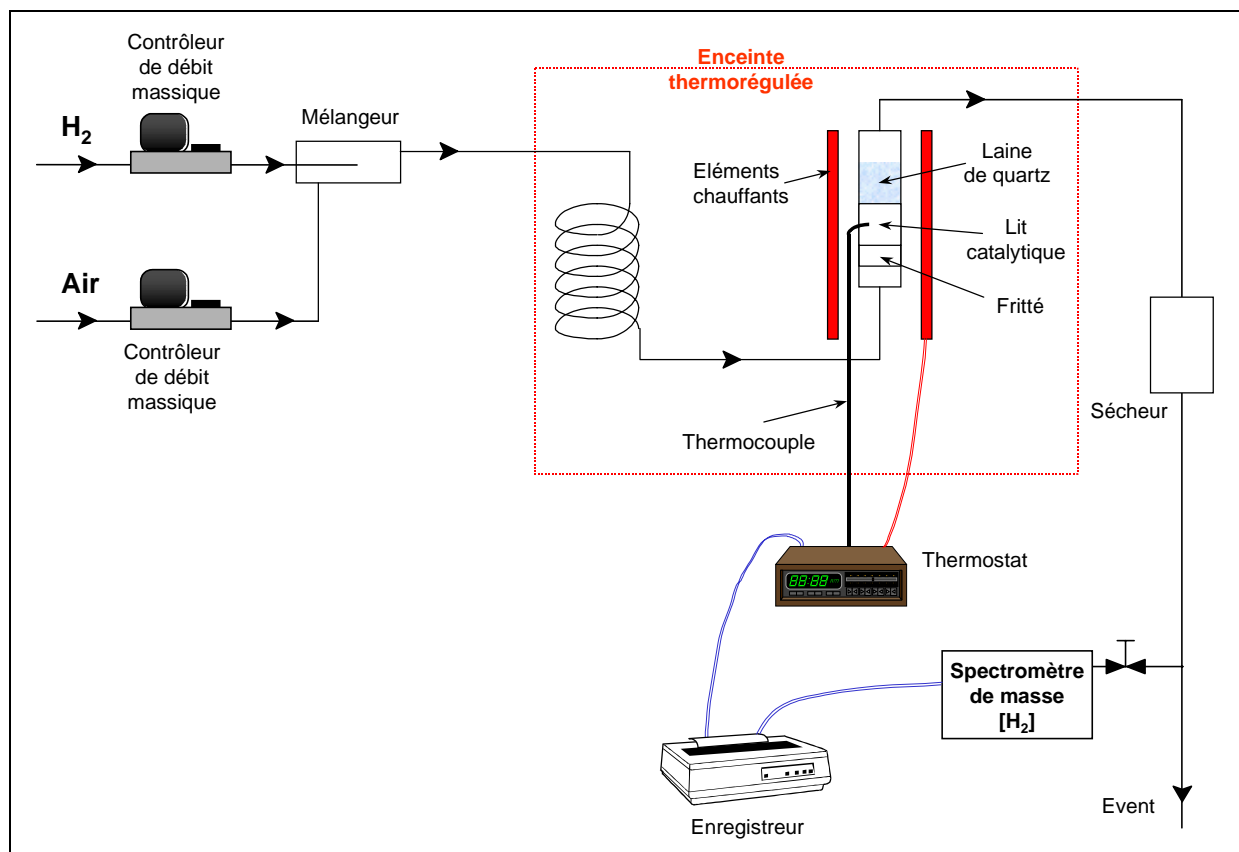 Contrôleur
de débit
massique
H₂
Mélangeur
Enceinte
thermorégulée
Eléments
chauffants
Laine
de quartz
Lit
catalytique
Fritté
Air
Contrôleur
de débit
massique
Thermocouple
Sécheur
Thermostat
88:88
Spectromètre
de masse
[H₂]
Enregistreur
Event